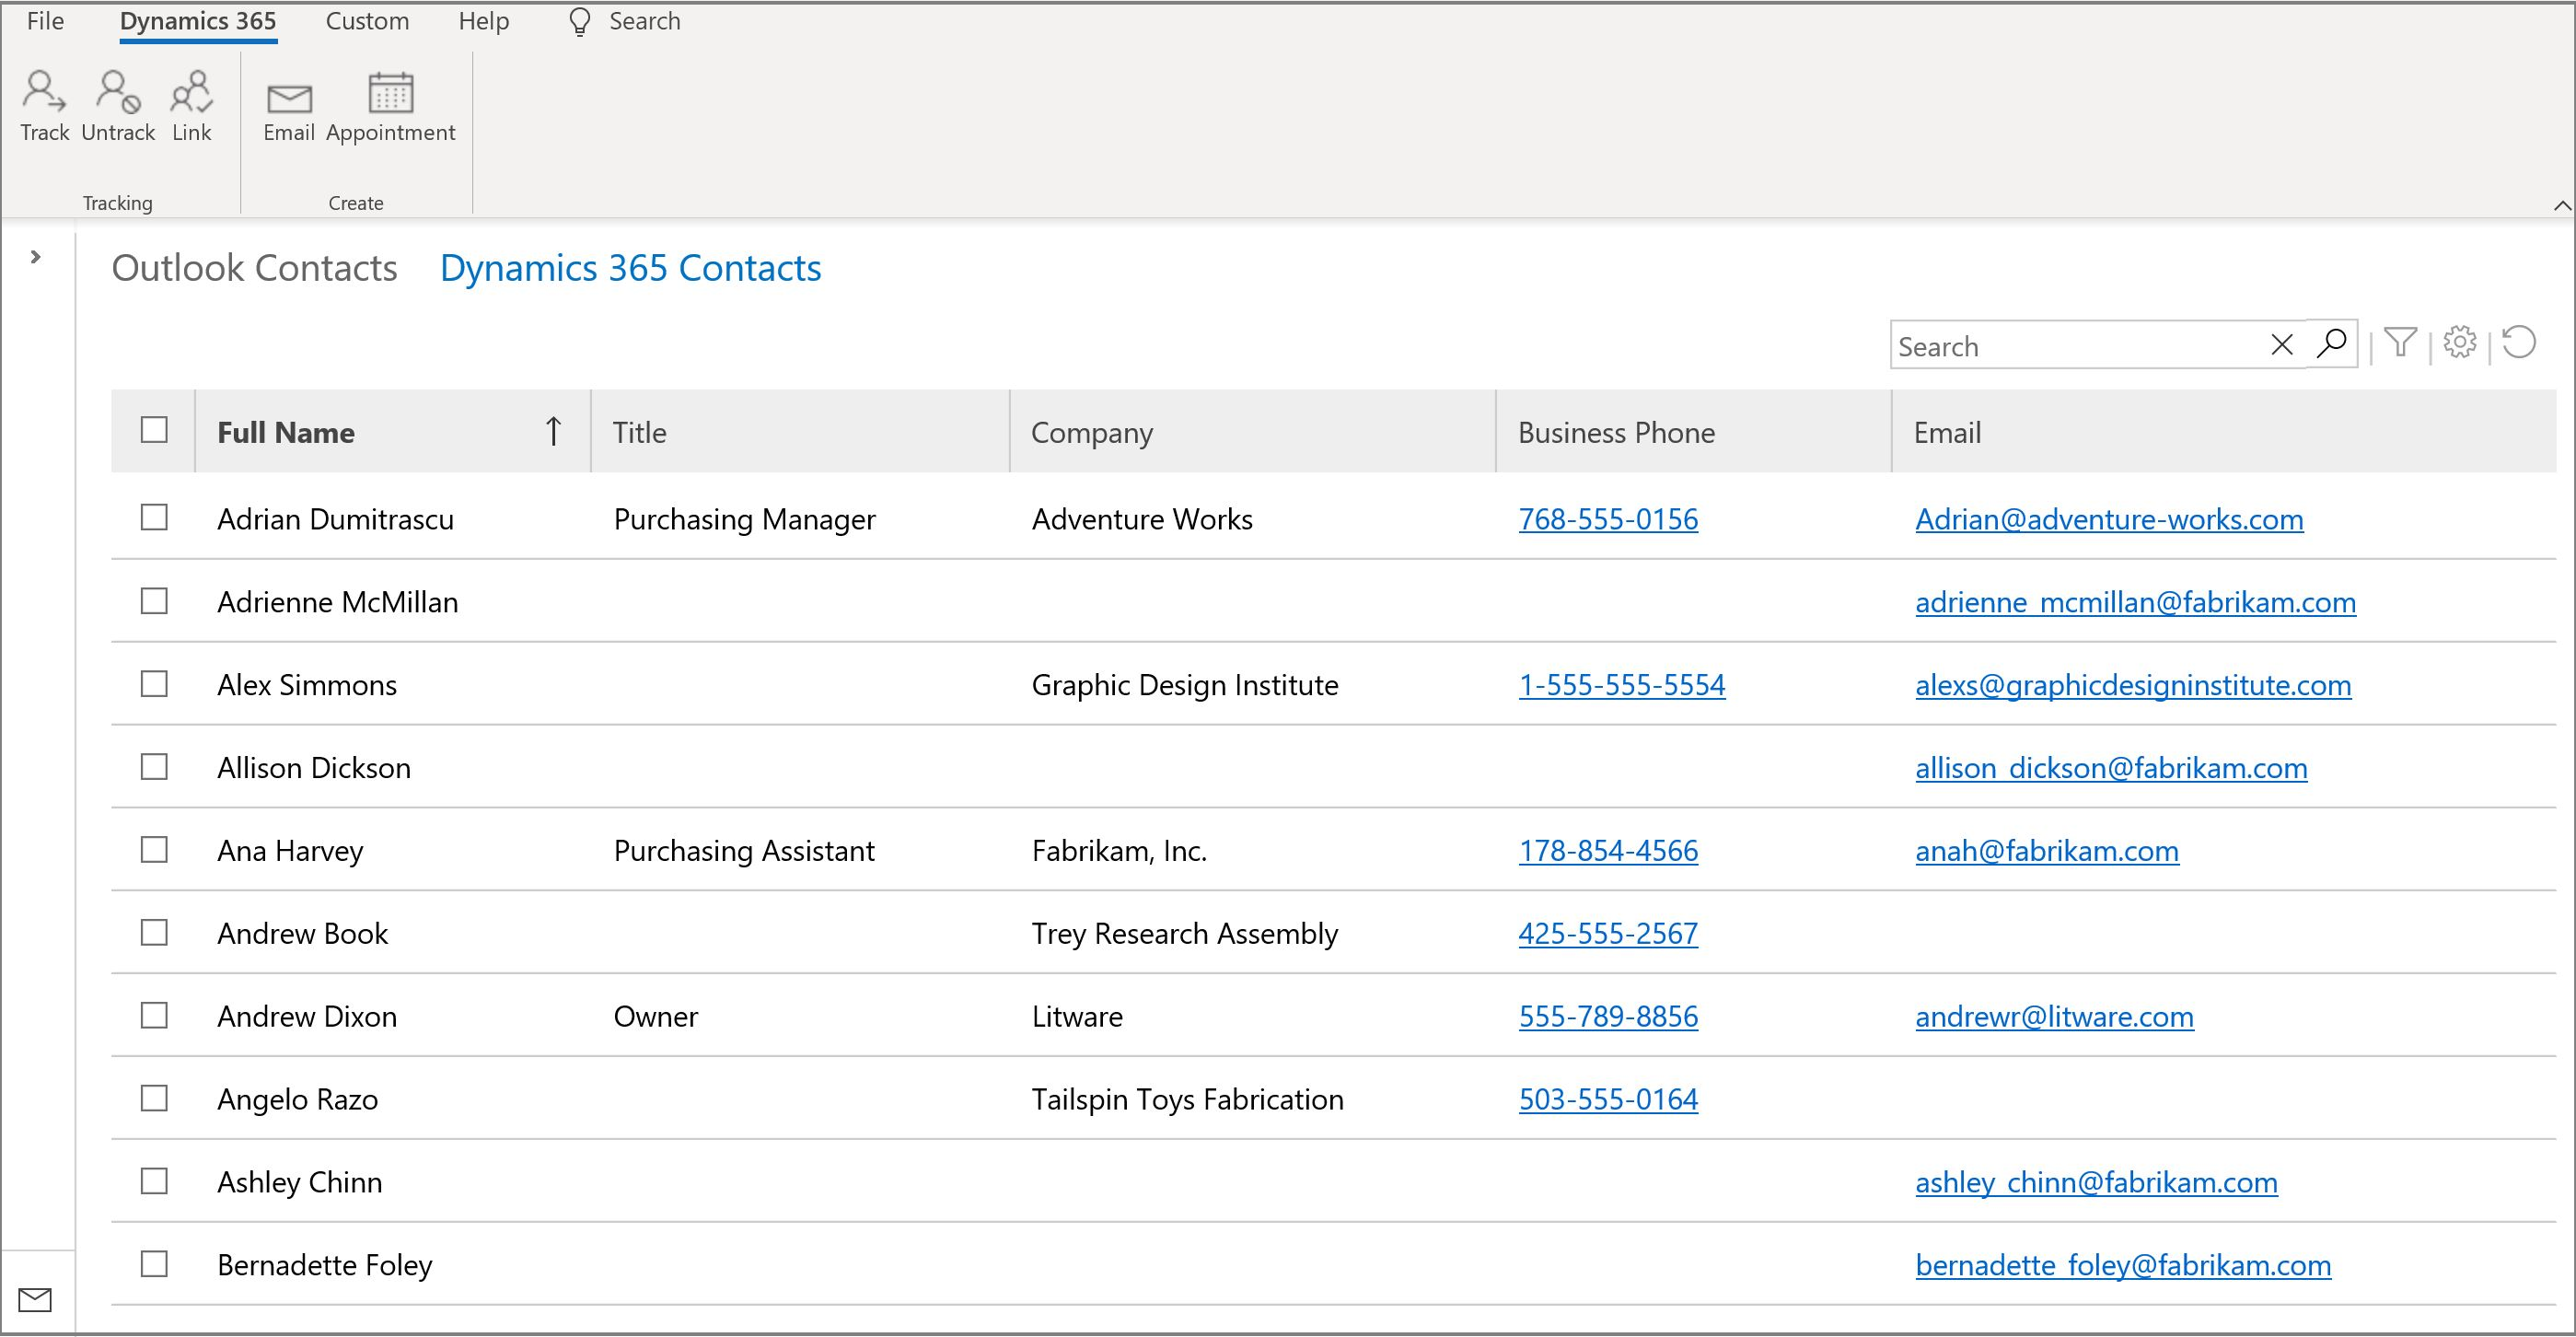 File Dynamics 365 Custom Help Search
Track Untrack Link Email Appointment
Tracking Create
Outlook Contacts Dynamics 365 Contacts
Search
Full Name Title Company Business Phone Email
Adrian Dumitrascu Purchasing Manager Adventure Works 768-555-0156 Adrian@adventure-works.com
Adrienne McMillan adrienne_mcmillan@fabrikam.com
Alex Simmons Graphic Design Institute 1-555-555-5554 alexs@graphicdesigninstitute.com
Allison Dickson allison_dickson@fabrikam.com
Ana Harvey Purchasing Assistant Fabrikam, Inc. 178-854-4566 anah@fabrikam.com
Andrew Book Trey Research Assembly 425-555-2567
Andrew Dixon Owner Litware 555-789-8856 andrewr@litware.com
Angelo Razo Tailspin Toys Fabrication 503-555-0164
Ashley Chinn ashley_chinn@fabrikam.com
Bernadette Foley bernadette_foley@fabrikam.com